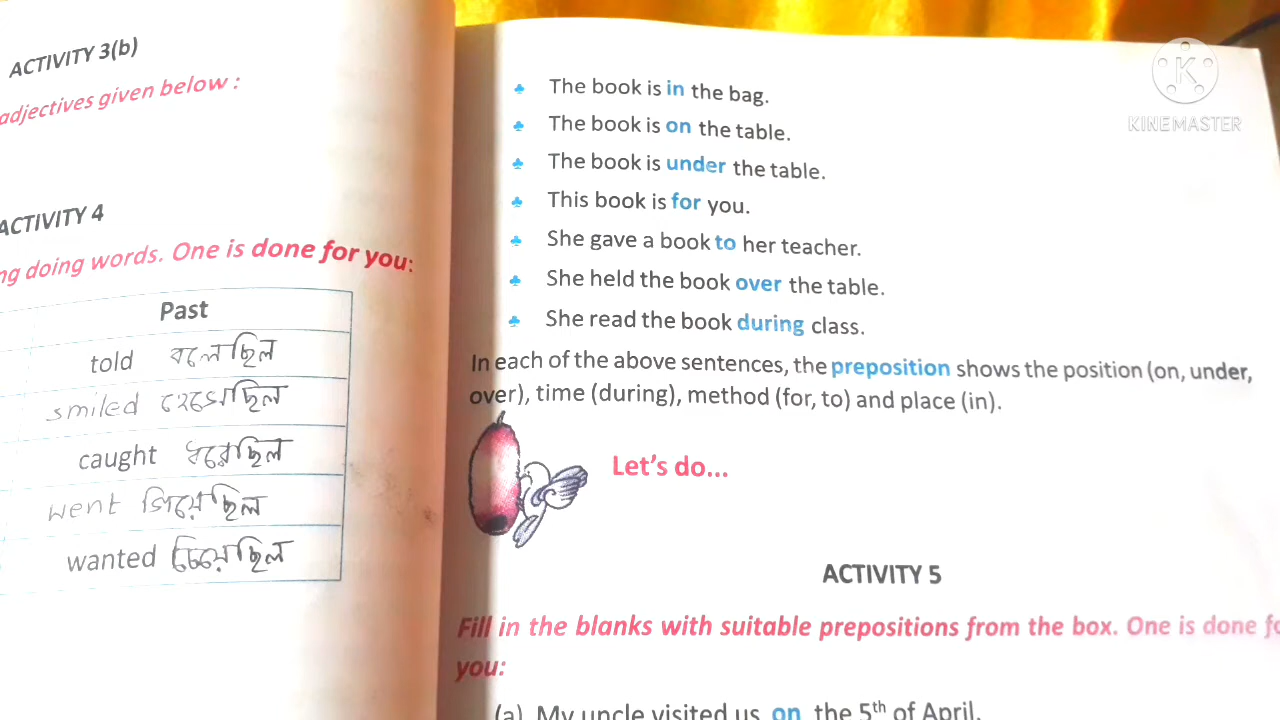 ACTIVITY 3(b)
adjectives given below :
ACTIVITY 4
ng doing words. One is done for you:
Past
told বলেছিল
smiled হেসেছিল
caught ধরেছিল
went গিয়েছিল
wanted চেয়েছিল
The book is in the bag.
The book is on the table.
The book is under the table.
This book is for you.
She gave a book to her teacher.
She held the book over the table.
She read the book during class.
In each of the above sentences, the preposition shows the position (on, under,
over), time (during), method (for, to) and place (in).
Let's do...
ACTIVITY 5
Fill in the blanks with suitable prepositions from the box. One is done fo
you:
(a) My uncle visited us on the 5th of April.
K
KINEMASTER